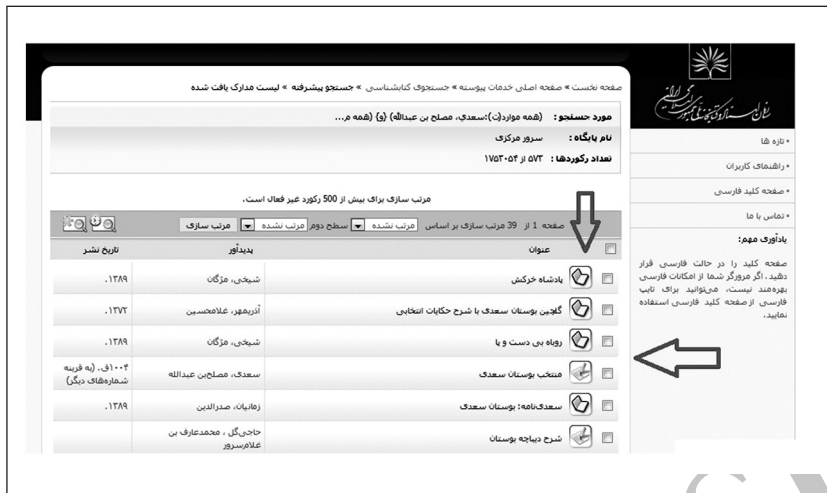 صفحه نخست » صفحه اصلی خدمات پیوسته » جستجوی کتابشناسی » جستجو پیشرفته » لیست مدارک یافت شده
مورد جستجو : (همه موارد(ت):سعدي، مصلح بن عبدالله) {و} (همه م...
نام پایگاه : سرور مرکزی
تعداد رکوردها : ۵۷۳ از ۱۷۵۳۰۵۴
مرتب سازی برای بیش از 500 رکورد غیر فعال است.
صفحه 1 از 39 مرتب سازی بر اساس مرتب نشده سطح دوم مرتب نشده مرتب سازی
عنوان پدیدآور تاریخ نشر
پادشاه خرکش شیخی، مژگان ۱۳۸۹.
گلچین بوستان سعدی با شرح حکایات انتخابی آذریمهر، غلامحسین ۱۳۷۲.
روباه بی دست و پا شیخی، مژگان ۱۳۸۹.
منتخب بوستان سعدی سعدی، مصلح‌بن عبدالله ۱۰۰۴ق. (به قرینه شماره‌های دیگر)
سعدی‌نامه: بوستان سعدی زمانیان، صدرالدین ۱۳۸۹.
شرح دیباچه بوستان حاجی‌گل ، محمدعارف بن غلام‌سرور
• تازه ها
• راهنمای کاربران
• صفحه کلید فارسی
• تماس با ما
یادآوری مهم:
صفحه کلید را در حالت فارسی قرار
دهید. اگر مرورگر شما از امکانات فارسی
بهره‌مند نیست، می‌توانید برای تایپ
فارسی از صفحه کلید فارسی استفاده
نمایید.